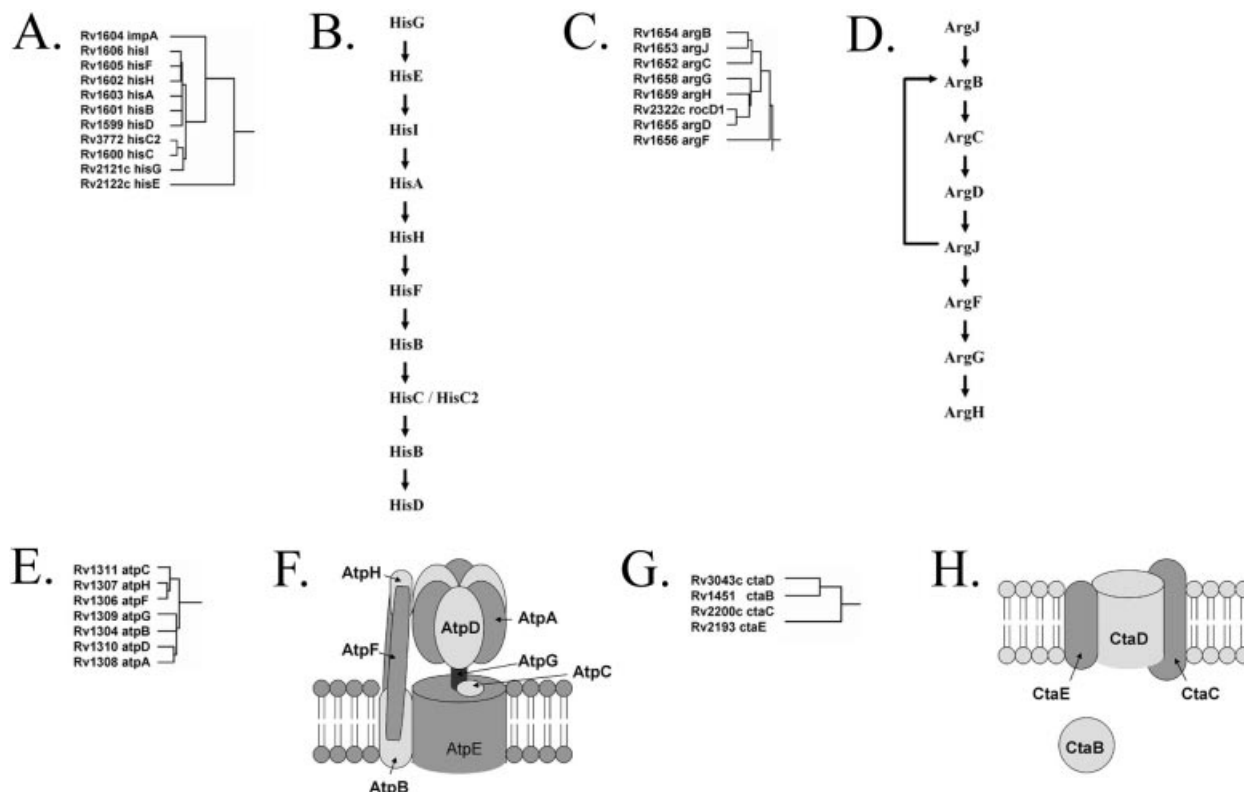 A.
Rv1604 impA
Rv1606 hisI
Rv1605 hisF
Rv1602 hisH
Rv1603 hisA
Rv1601 hisB
Rv1599 hisD
Rv3772 hisC2
Rv1600 hisC
Rv2121c hisG
Rv2122c hisE
B.
HisG
HisE
HisI
HisA
HisH
HisF
HisB
HisC / HisC2
HisB
HisD
C.
Rv1654 argB
Rv1653 argJ
Rv1652 argC
Rv1658 argG
Rv1659 argH
Rv2322c rocD1
Rv1655 argD
Rv1656 argF
D.
ArgJ
ArgB
ArgC
ArgD
ArgJ
ArgF
ArgG
ArgH
E.
Rv1311 atpC
Rv1307 atpH
Rv1306 atpF
Rv1309 atpG
Rv1304 atpB
Rv1310 atpD
Rv1308 atpA
F.
AtpH
AtpD
AtpA
AtpF
AtpG
AtpC
AtpE
AtpB
G.
Rv3043c ctaD
Rv1451 ctaB
Rv2200c ctaC
Rv2193 ctaE
H.
CtaD
CtaE
CtaC
CtaB